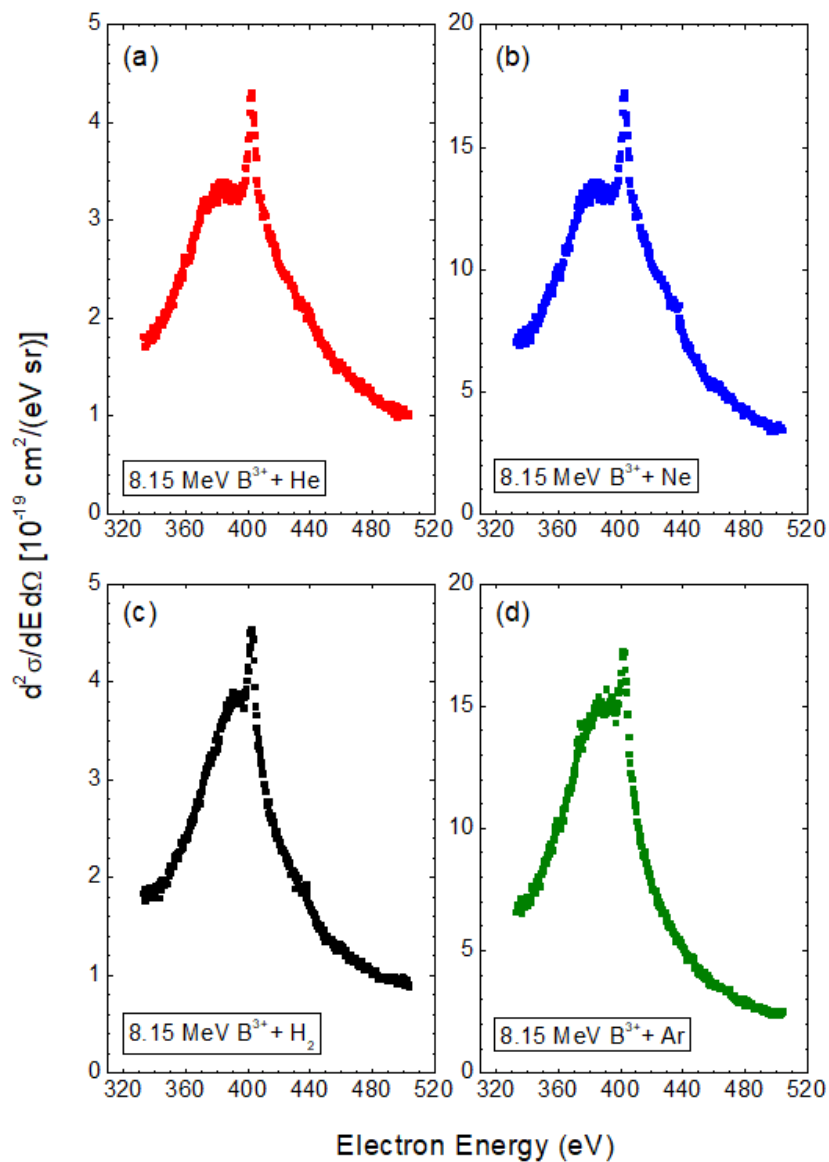 d²σ/dE dΩ [10⁻¹⁹ cm²/(eV sr)]
(a)
5
4
3
2
1
0
320 360 400 440 480 520
8.15 MeV B³⁺ + He
(b)
20
15
10
5
0
320 360 400 440 480 520
8.15 MeV B³⁺ + Ne
(c)
5
4
3
2
1
0
320 360 400 440 480 520
8.15 MeV B³⁺ + H₂
(d)
20
15
10
5
0
320 360 400 440 480 520
8.15 MeV B³⁺ + Ar
Electron Energy (eV)